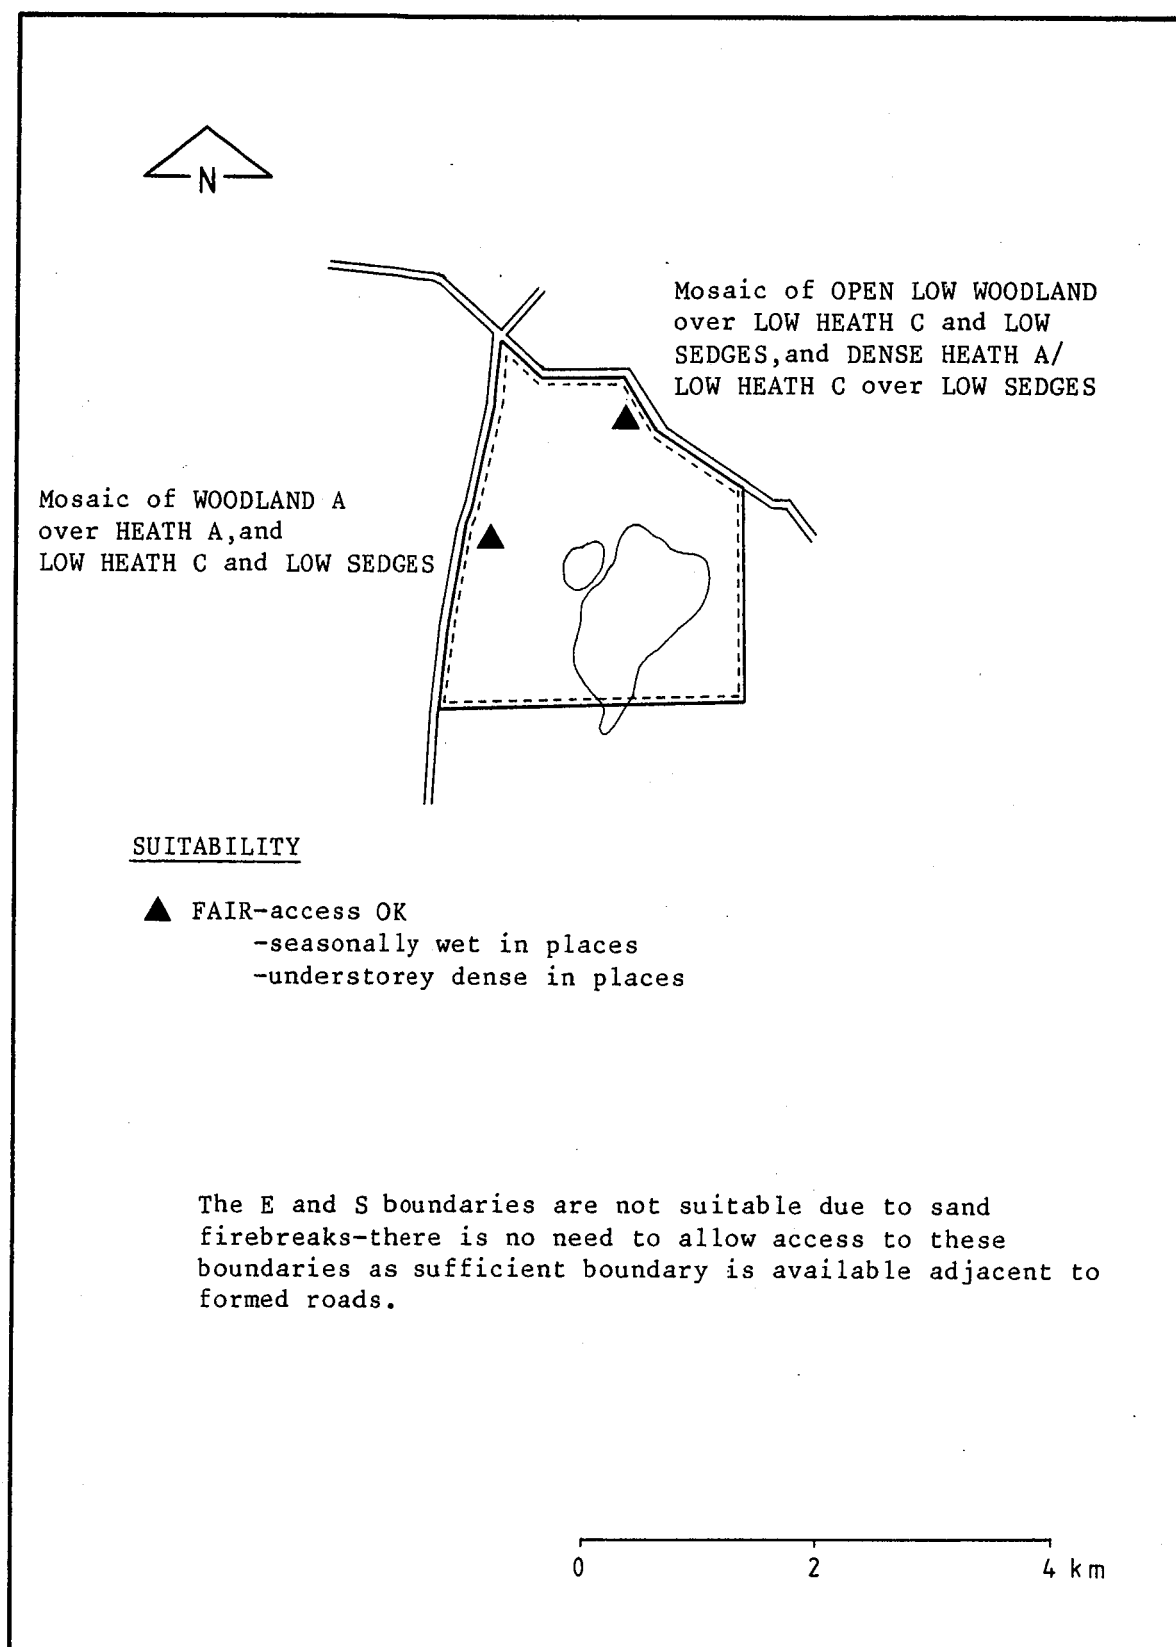 N
Mosaic of OPEN LOW WOODLAND
over LOW HEATH C and LOW
SEDGES,and DENSE HEATH A/
LOW HEATH C over LOW SEDGES
Mosaic of WOODLAND A
over HEATH A,and
LOW HEATH C and LOW SEDGES
SUITABILITY
▲ FAIR-access OK
-seasonally wet in places
-understorey dense in places
The E and S boundaries are not suitable due to sand
firebreaks-there is no need to allow access to these
boundaries as sufficient boundary is available adjacent to
formed roads.
0 2 4 km